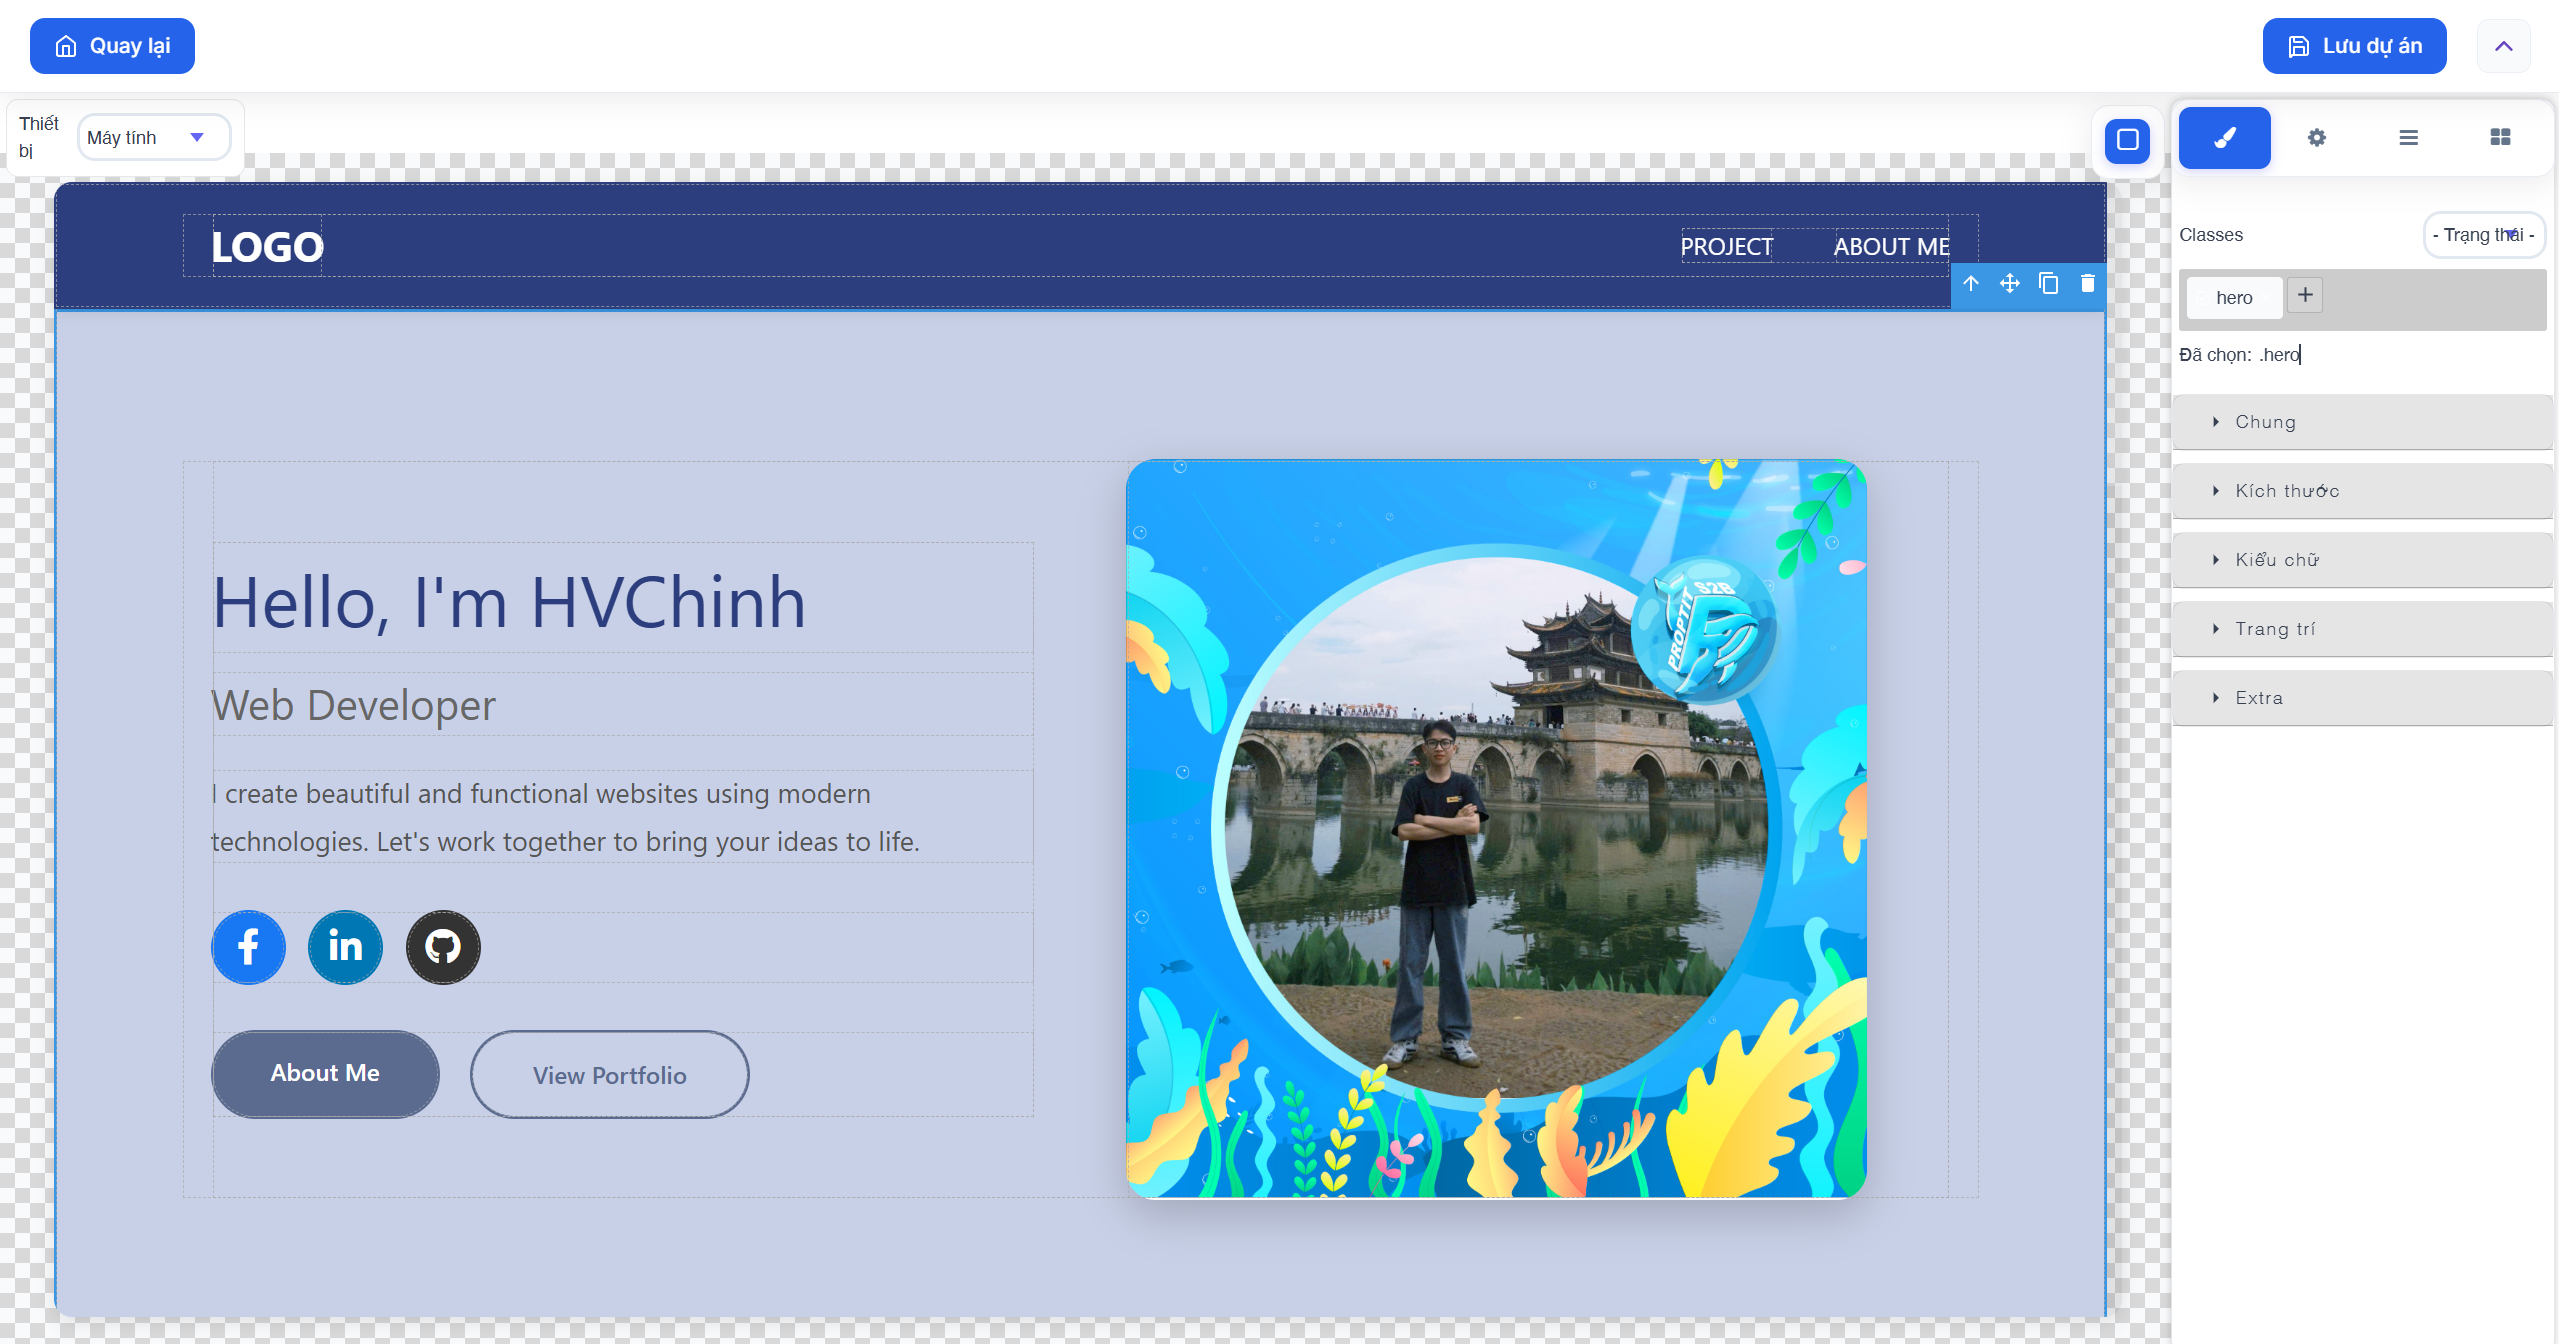 Quay lại
Lưu dự án
Thiết bị
Máy tính
LOGO
PROJECT
ABOUT ME
Classes
- Trạng thái -
hero
Đã chọn: .hero
Chung
Kích thước
Kiểu chữ
Trang trí
Extra
Hello, I'm HVChinh
Web Developer
I create beautiful and functional websites using modern
technologies. Let's work together to bring your ideas to life.
About Me
View Portfolio
S2B
PROPTIT